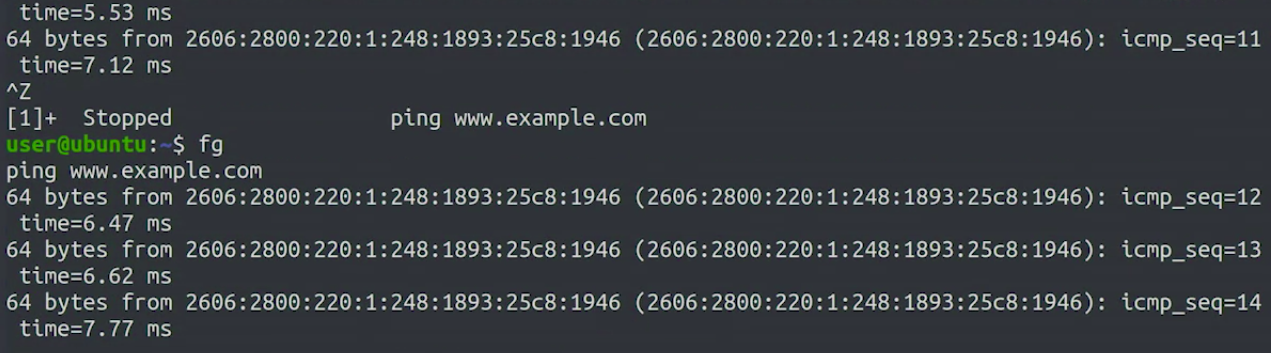 time=5.53 ms
64 bytes from 2606:2800:220:1:248:1893:25c8:1946 (2606:2800:220:1:248:1893:25c8:1946): icmp_seq=11
time=7.12 ms
^Z
[1]+  Stopped                 ping www.example.com
user@ubuntu:~$ fg
ping www.example.com
64 bytes from 2606:2800:220:1:248:1893:25c8:1946 (2606:2800:220:1:248:1893:25c8:1946): icmp_seq=12
time=6.47 ms
64 bytes from 2606:2800:220:1:248:1893:25c8:1946 (2606:2800:220:1:248:1893:25c8:1946): icmp_seq=13
time=6.62 ms
64 bytes from 2606:2800:220:1:248:1893:25c8:1946 (2606:2800:220:1:248:1893:25c8:1946): icmp_seq=14
time=7.77 ms